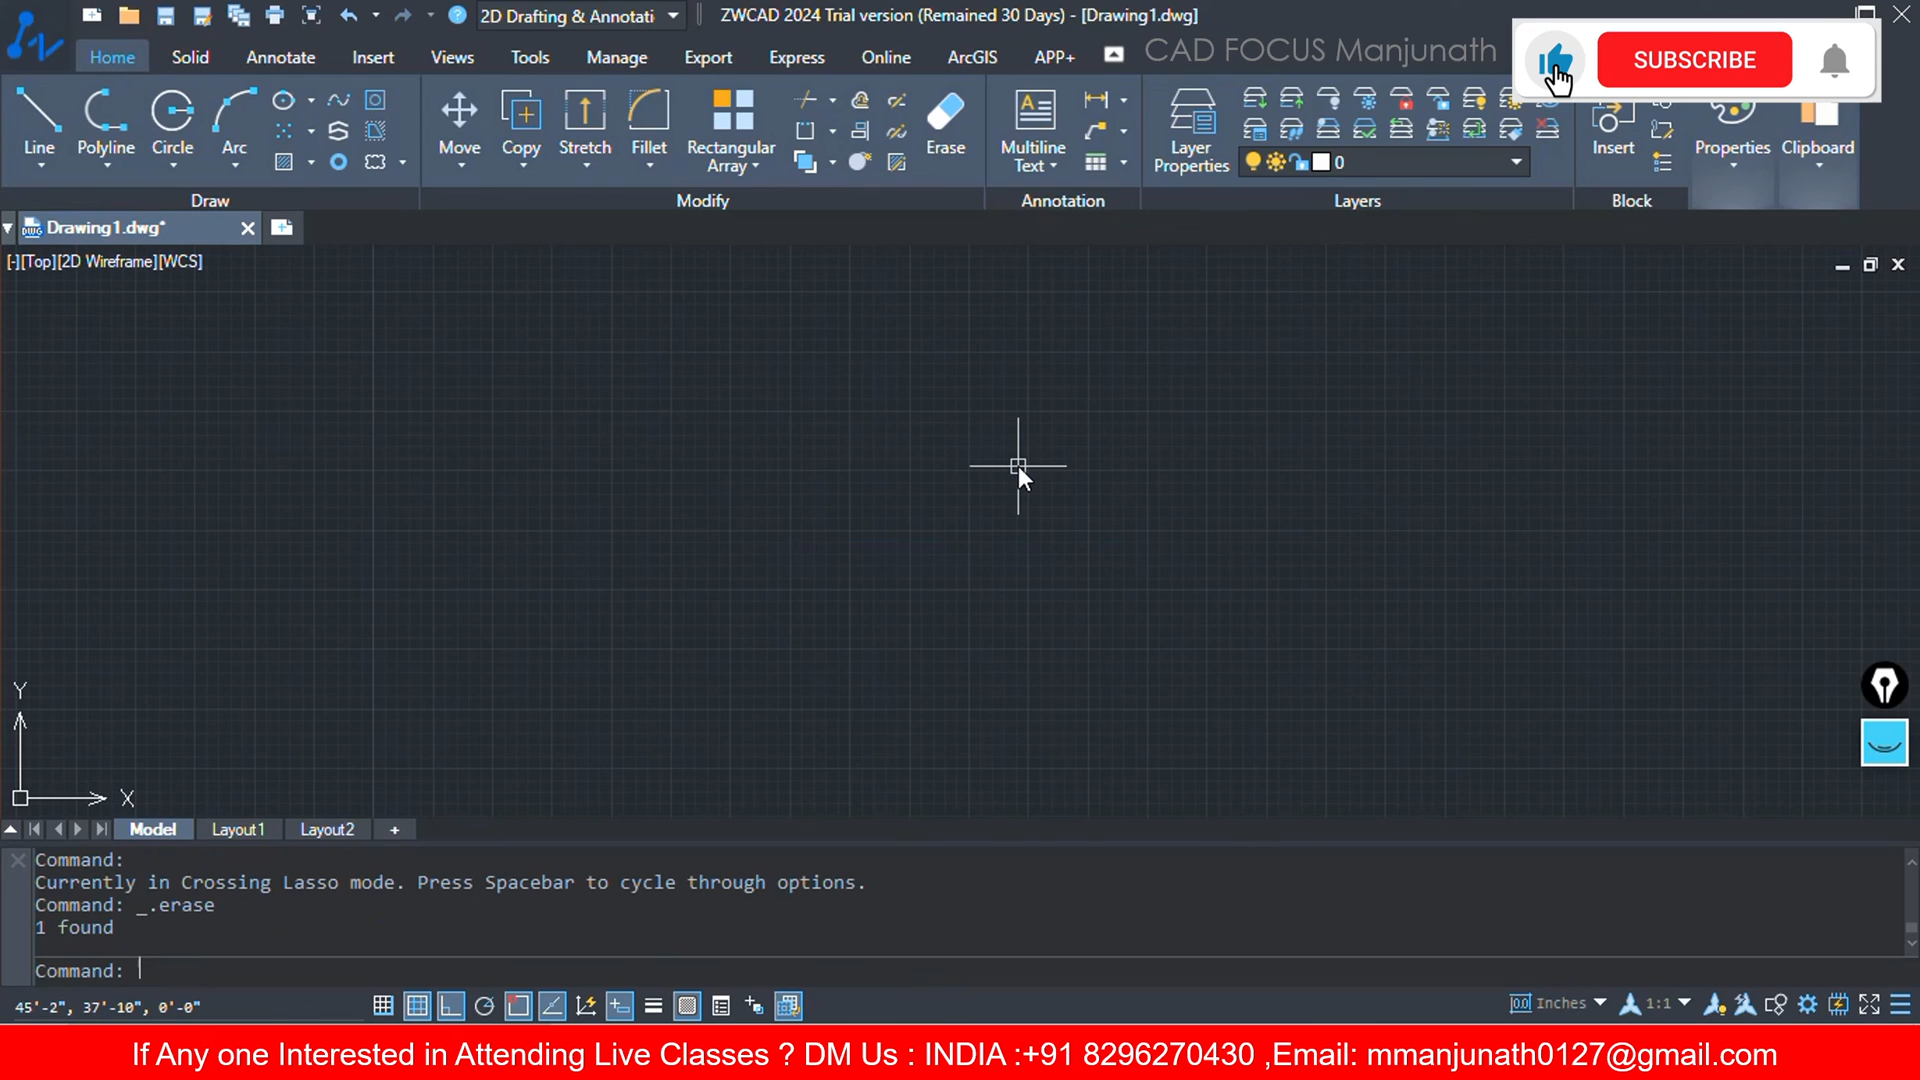 2D Drafting & Annotati
ZWCAD 2024 Trial version (Remained 30 Days) - [Drawing1.dwg]
Home
Solid
Annotate
Insert
Views
Tools
Manage
Export
Express
Online
ArcGIS
APP+
CAD FOCUS Manjunath
SUBSCRIBE
Line
Polyline
Circle
Arc
Move
Copy
Stretch
Fillet
Rectangular
Array
Erase
Multiline
Text
Layer
Properties
0
Insert
Properties
Clipboard
Draw
Modify
Annotation
Layers
Block
Drawing1.dwg*
[-][Top][2D Wireframe][WCS]
Y
X
Model
Layout1
Layout2
+
Command:
Currently in Crossing Lasso mode. Press Spacebar to cycle through options.
Command: _.erase
1 found
Command:
45'-2", 37'-10", 0'-0"
Inches
1:1
If Any one Interested in Attending Live Classes ? DM Us : INDIA :+91 8296270430 ,Email: mmanjunath0127@gmail.com